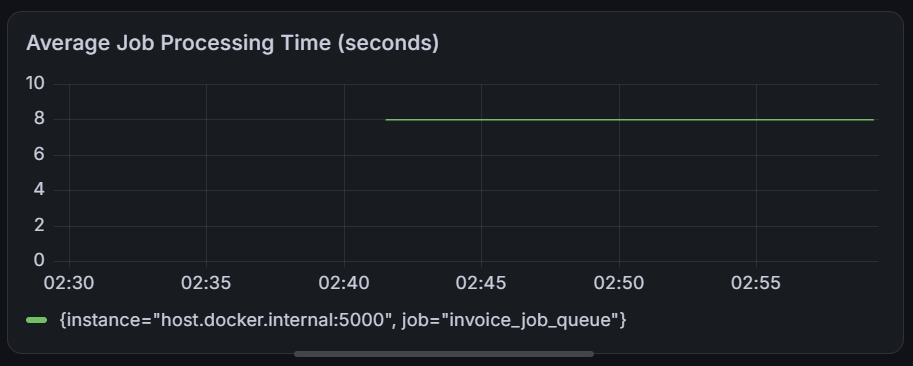 Average Job Processing Time (seconds)
10
8
6
4
2
0
02:30 02:35 02:40 02:45 02:50 02:55
{instance="host.docker.internal:5000", job="invoice_job_queue"}